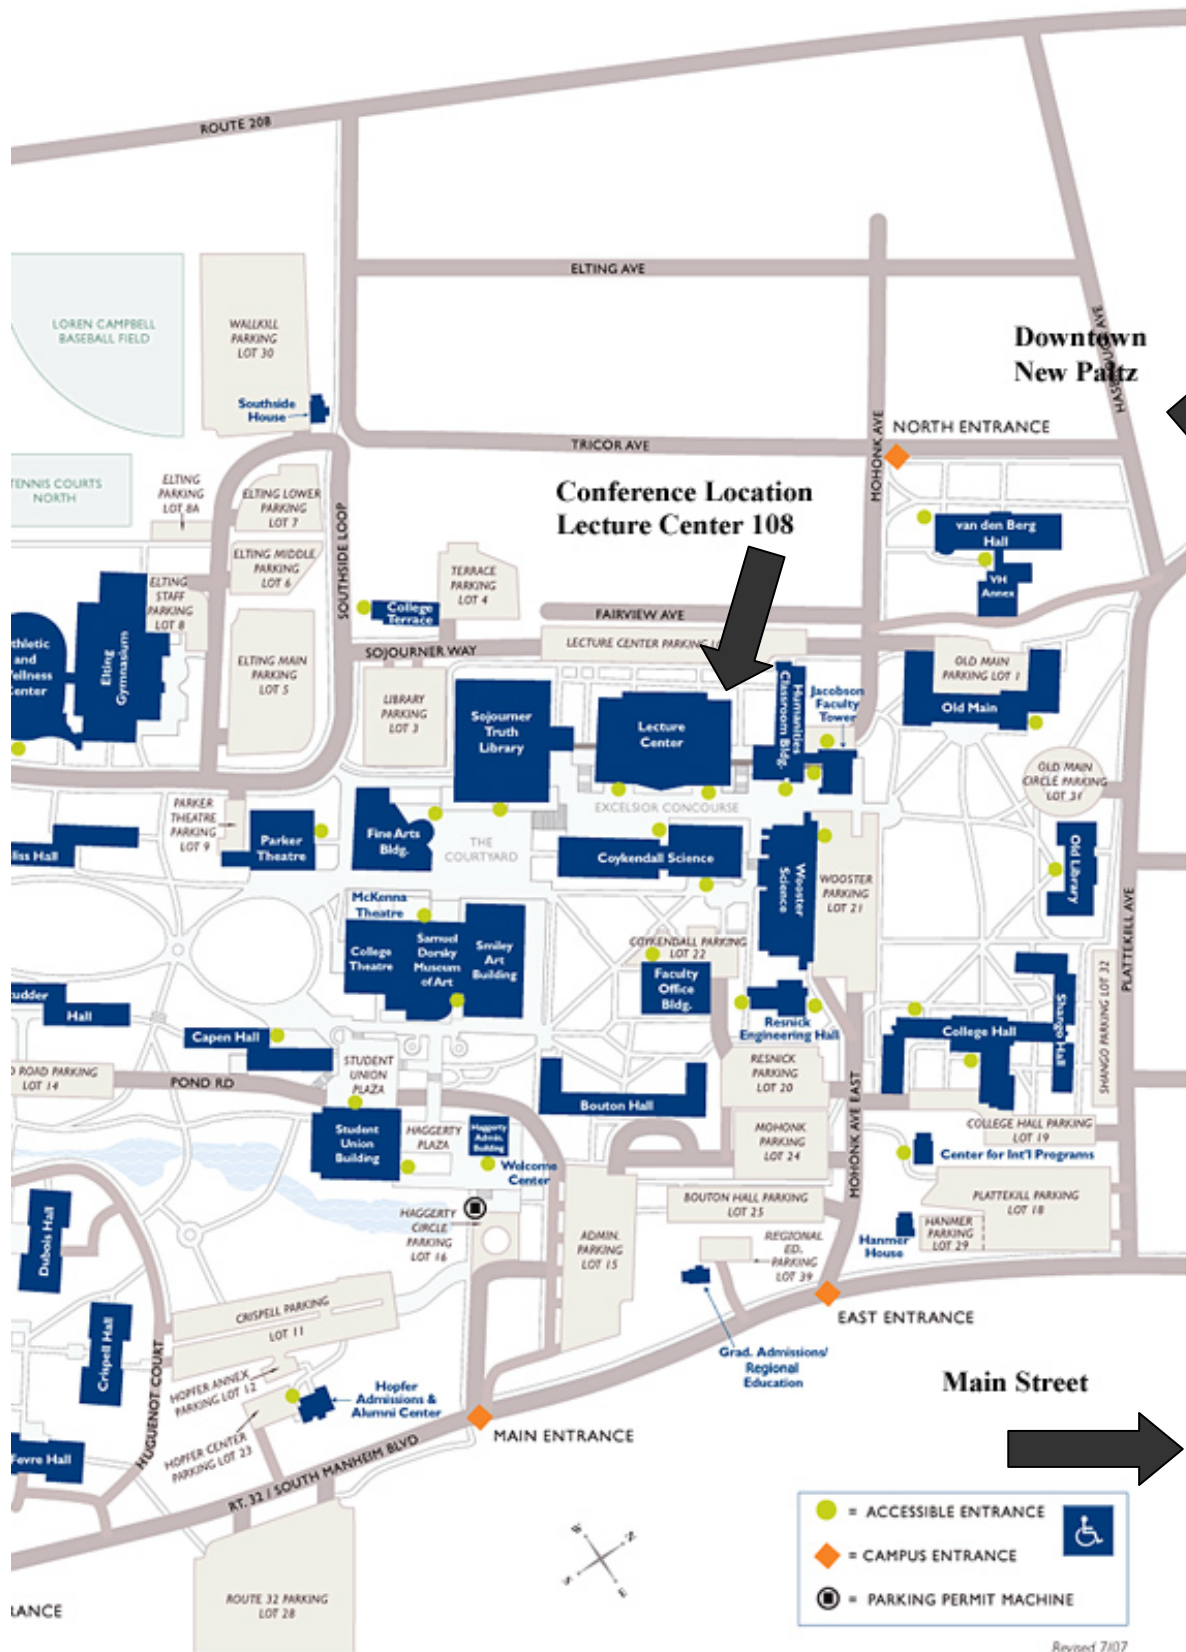 ROUTE 208
ELTING AVE
LOREN CAMPBELL
BASEBALL FIELD
WALLKILL
PARKING
LOT 30
Southside
House
HASBROUCK AVE
Downtown
New Paltz
TRICOR AVE
MOHONK AVE
NORTH ENTRANCE
TENNIS COURTS
NORTH
ELTING
PARKING
LOT 8A
ELTING LOWER
PARKING
LOT 7
SOUTHSIDE LOOP
Conference Location
Lecture Center 108
van den Berg
Hall
VH
Annex
ELTING MIDDLE
PARKING
LOT 6
ELTING
STAFF
PARKING
LOT 8
TERRACE
PARKING
LOT 4
College
Terrace
FAIRVIEW AVE
SOJOURNER WAY
LECTURE CENTER PARKING
Elting
Gymnasium
ELTING MAIN
PARKING
LOT 5
LIBRARY
PARKING
LOT 3
Sojourner
Truth
Library
Lecture
Center
Humanities
Classroom Bldg.
Jacobson
Faculty
Tower
OLD MAIN
PARKING LOT 1
Old Main
OLD MAIN
CIRCLE PARKING
LOT 31
EXCELSIOR CONCOURSE
PARKER
THEATRE
PARKING
LOT 9
Parker
Theatre
Fine Arts
Bldg.
THE
COURTYARD
Coykendall Science
Wooster
Science
WOOSTER
PARKING
LOT 21
Old Library
PLATTEKILL AVE
McKenna
Theatre
College
Theatre
Samuel
Dorsky
Museum
of Art
Smiley
Art
Building
COYKENDALL PARKING
LOT 22
Faculty
Office
Bldg.
Resnick
Engineering Hall
College Hall
Shango Hall
SHANGO PARKING LOT 32
Hall
Capen Hall
STUDENT
UNION
PLAZA
LOT 14
POND RD
Bouton Hall
RESNICK
PARKING
LOT 20
MOHONK AVE EAST
Student
Union
Building
HAGGERTY
PLAZA
Haggerty
Admin.
Building
Welcome
Center
MOHONK
PARKING
LOT 24
COLLEGE HALL PARKING
LOT 19
Center for Int'l Programs
BOUTON HALL PARKING
LOT 25
PLATTEKILL PARKING
LOT 18
HANMER
PARKING
LOT 29
Hanmer
House
Dubois Hall
HAGGERTY
CIRCLE
PARKING
LOT 16
ADMIN.
PARKING
LOT 15
REGIONAL
ED.
PARKING
LOT 39
CRISPELL PARKING
LOT 11
Crispell Hall
HUGUENOT COURT
HOPFER ANNEX
PARKING LOT 12
HOPFER CENTER
PARKING LOT 23
Hopfer
Admissions &
Alumni Center
Grad. Admissions/
Regional
Education
EAST ENTRANCE
Main Street
MAIN ENTRANCE
RT. 32 / SOUTH MANHEIM BLVD
ROUTE 32 PARKING
LOT 28
W
N
S
E
= ACCESSIBLE ENTRANCE
= CAMPUS ENTRANCE
= PARKING PERMIT MACHINE
Revised 7/07